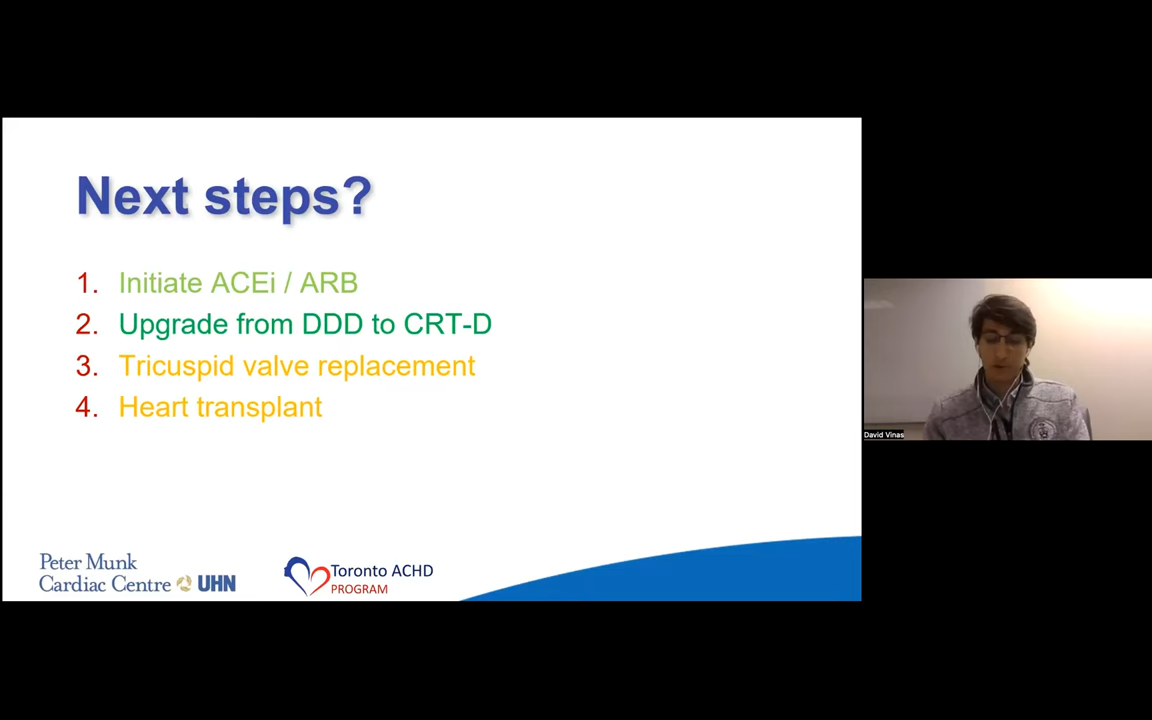 Next steps?
1. Initiate ACEi / ARB
2. Upgrade from DDD to CRT-D
3. Tricuspid valve replacement
4. Heart transplant
Peter Munk
Cardiac Centre UHN
Toronto ACHD
PROGRAM
David Vinas